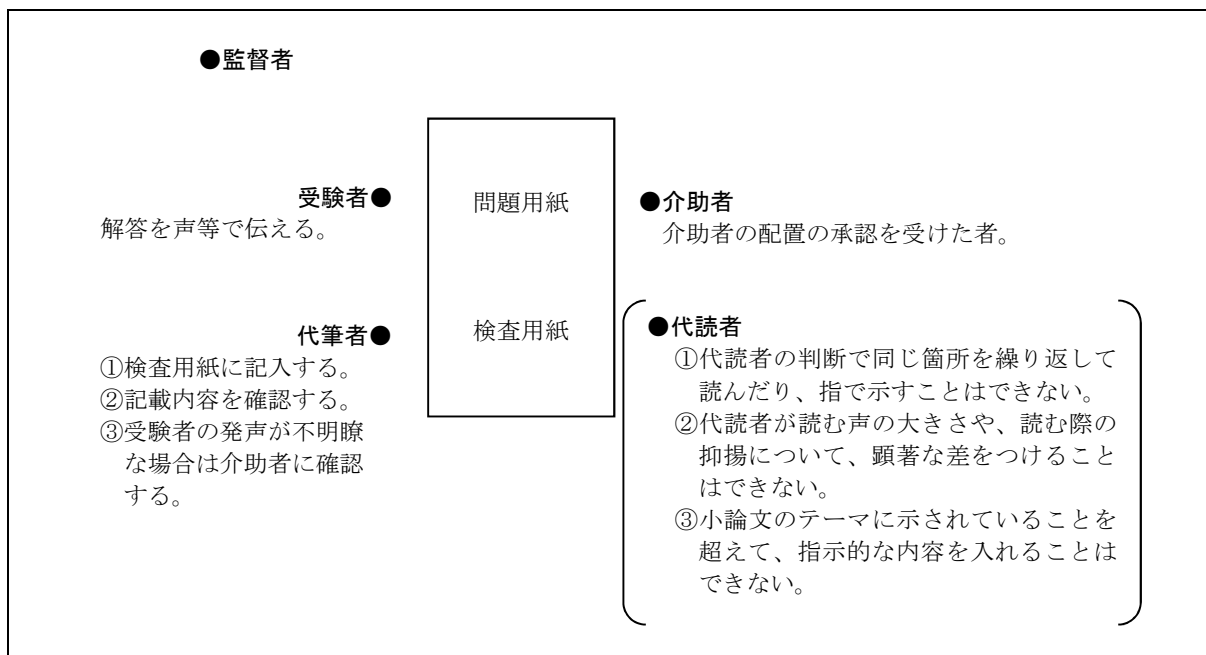 ●監督者
受験者●
解答を声等で伝える。
問題用紙
●介助者
介助者の配置の承認を受けた者。
代筆者●
①検査用紙に記入する。
②記載内容を確認する。
③受験者の発声が不明瞭
な場合は介助者に確認
する。
検査用紙
●代読者
①代読者の判断で同じ箇所を繰り返して
読んだり、指で示すことはできない。
②代読者が読む声の大きさや、読む際の
抑揚について、顕著な差をつけること
はできない。
③小論文のテーマに示されていることを
超えて、指示的な内容を入れることは
できない。